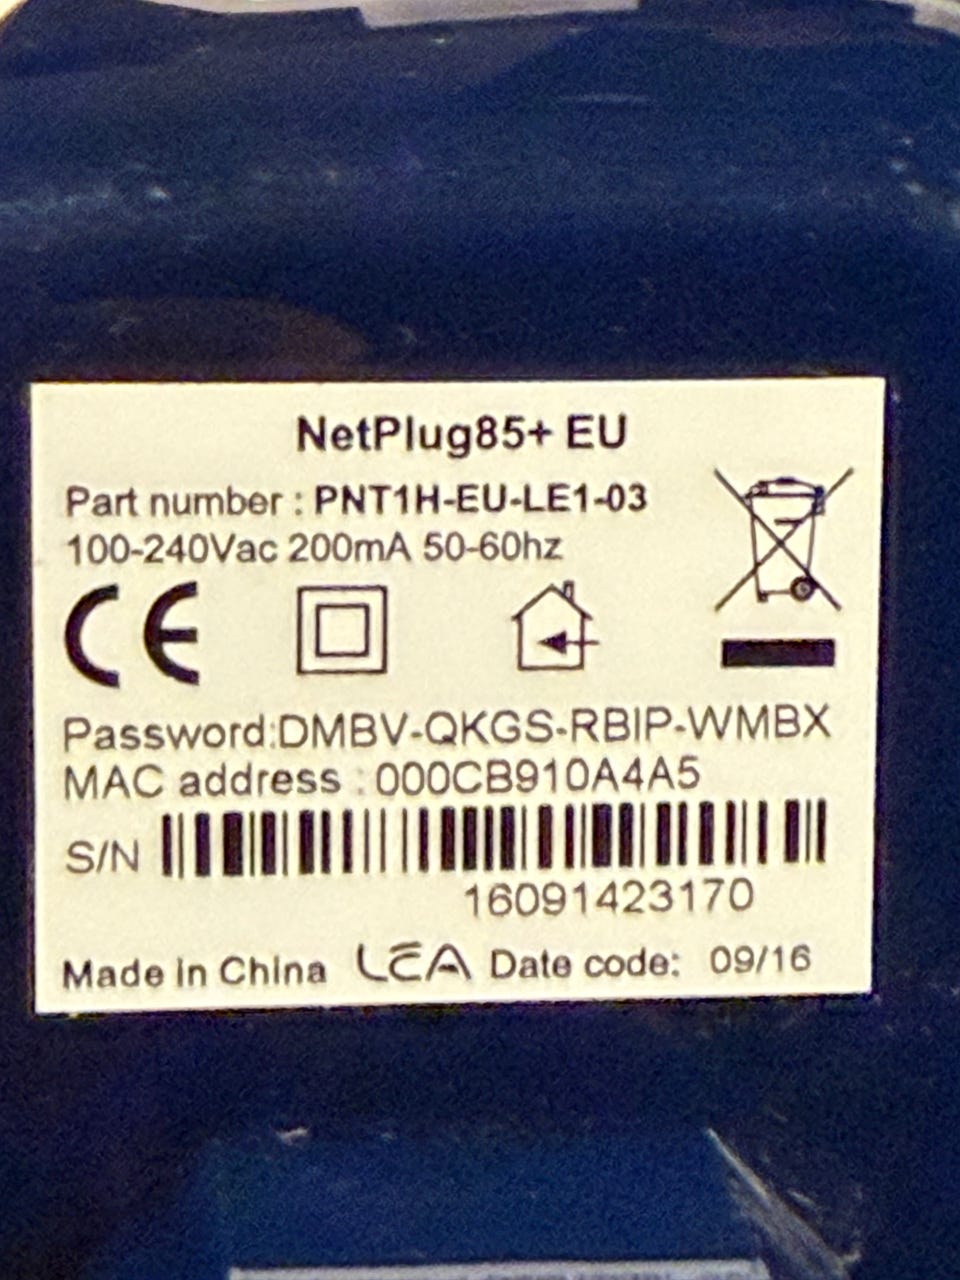 NetPlug85+ EU
Part number : PNT1H-EU-LE1-03
100-240Vac 200mA 50-60hz
CE
Password:DMBV-QKGS-RBIP-WMBX
MAC address : 000CB910A4A5
S/N
16091423170
Made in China LEA Date code: 09/16